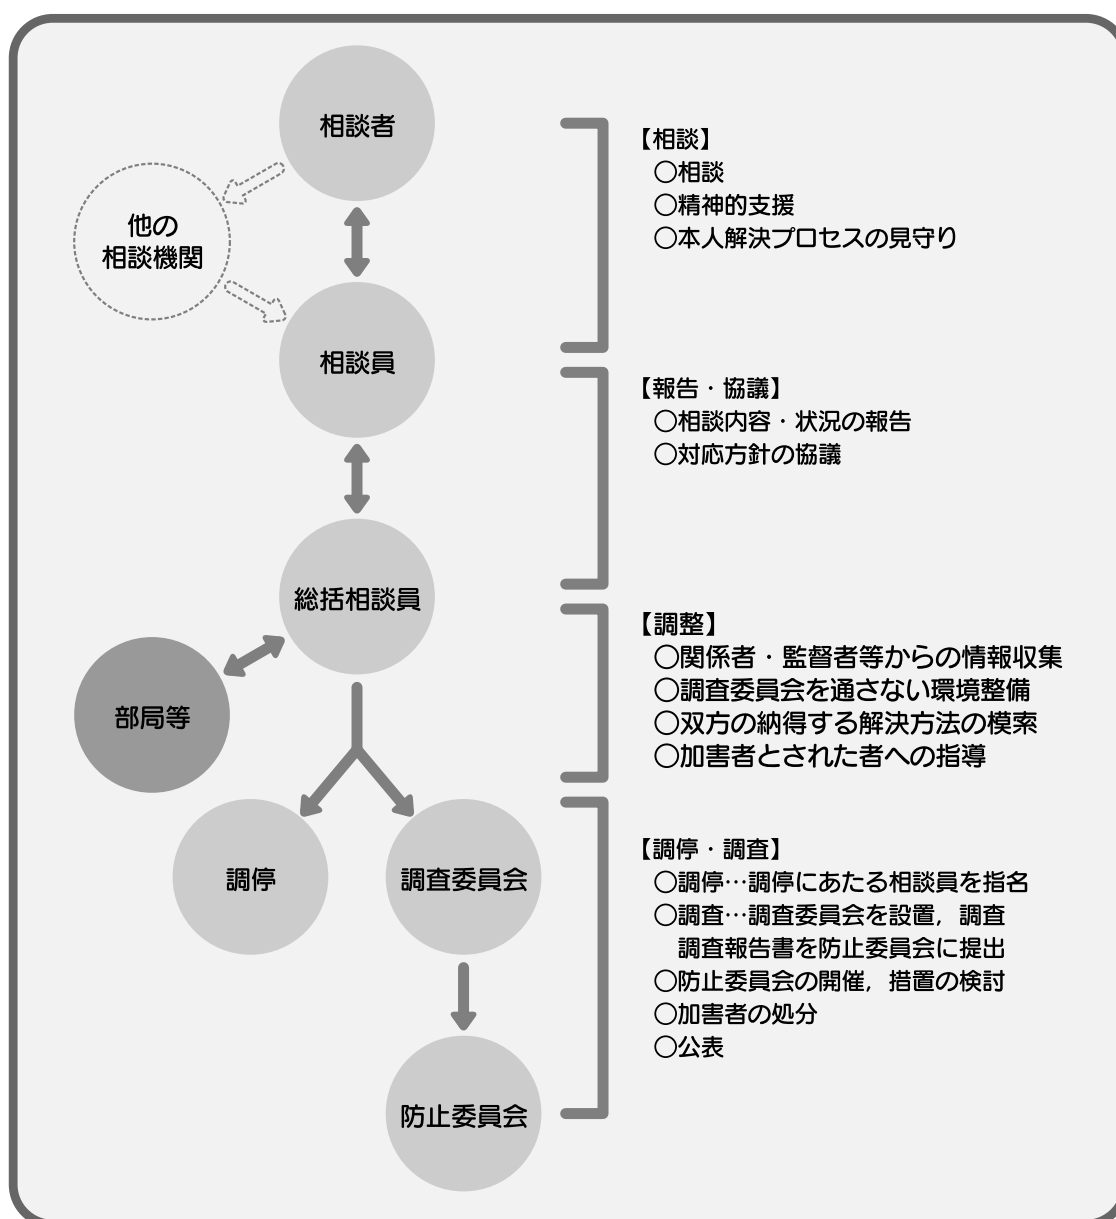 相談者
他の
相談機関
相談員
総括相談員
部局等
調停
調査委員会
防止委員会
【相談】
○相談
○精神的支援
○本人解決プロセスの見守り
【報告・協議】
○相談内容・状況の報告
○対応方針の協議
【調整】
○関係者・監督者等からの情報収集
○調査委員会を通さない環境整備
○双方の納得する解決方法の模索
○加害者とされた者への指導
【調停・調査】
○調停…調停にあたる相談員を指名
○調査…調査委員会を設置，調査
調査報告書を防止委員会に提出
○防止委員会の開催，措置の検討
○加害者の処分
○公表